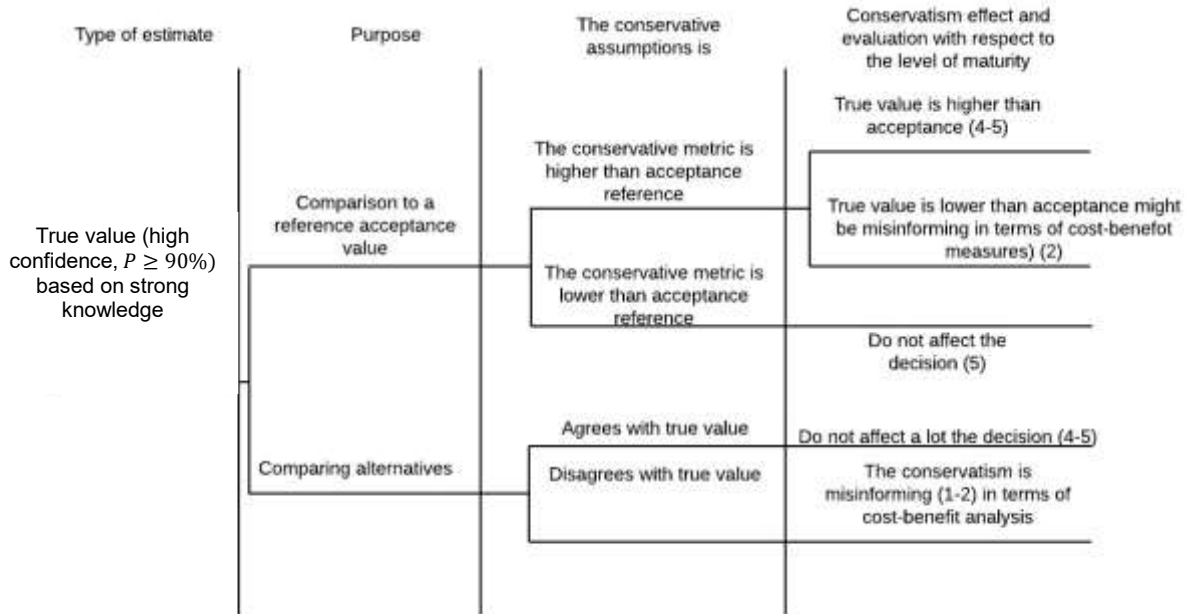 Type of estimate
Purpose
The conservative
assumptions is
Conservatism effect and
evaluation with respect to
the level of maturity
True value (high
confidence, P ≥ 90%)
based on strong
knowledge
Comparison to a
reference acceptance
value
The conservative metric is
higher than acceptance
reference
True value is higher than
acceptance (4-5)
True value is lower than acceptance might
be misinforming in terms of cost-benefot
measures) (2)
The conservative metric is
lower than acceptance
reference
Do not affect the
decision (5)
Comparing alternatives
Agrees with true value
Do not affect a lot the decision (4-5)
Disagrees with true value
The conservatism is
misinforming (1-2) in terms of
cost-benefit analysis